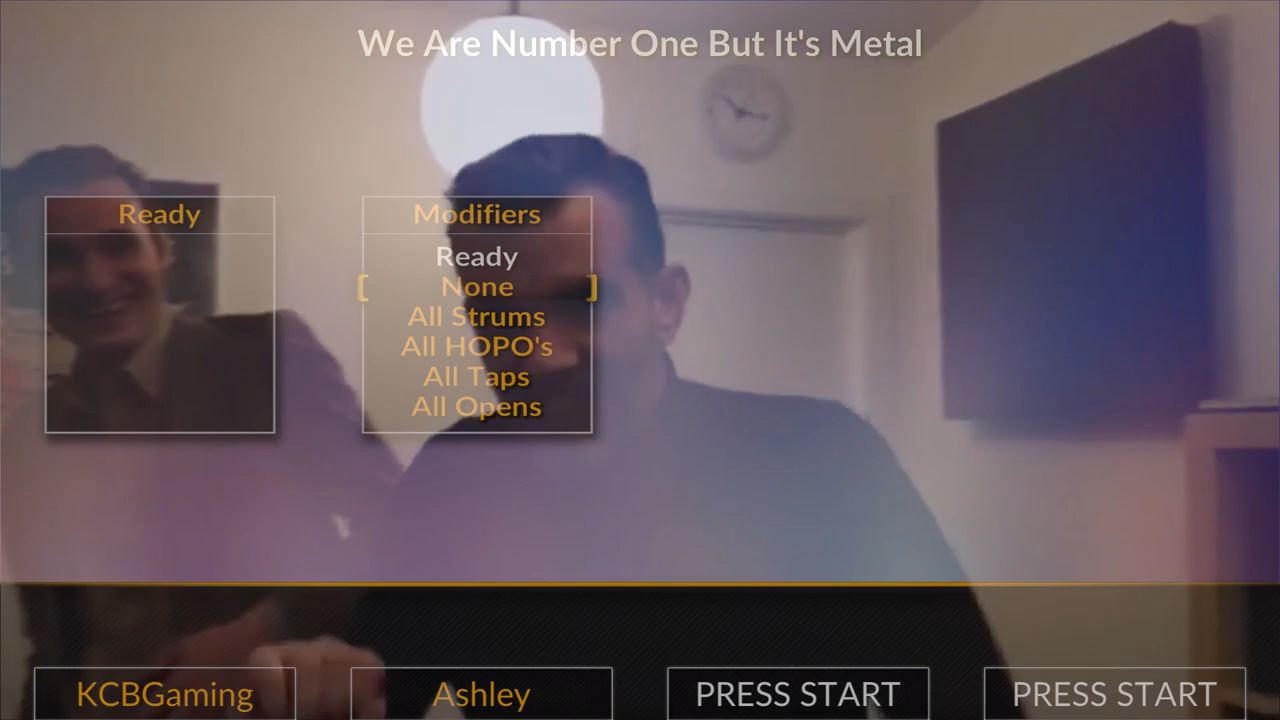 We Are Number One But It's Metal
Ready
Modifiers
Ready
[ None ]
All Strums
All HOPO's
All Taps
All Opens
KCBGaming
Ashley
PRESS START
PRESS START